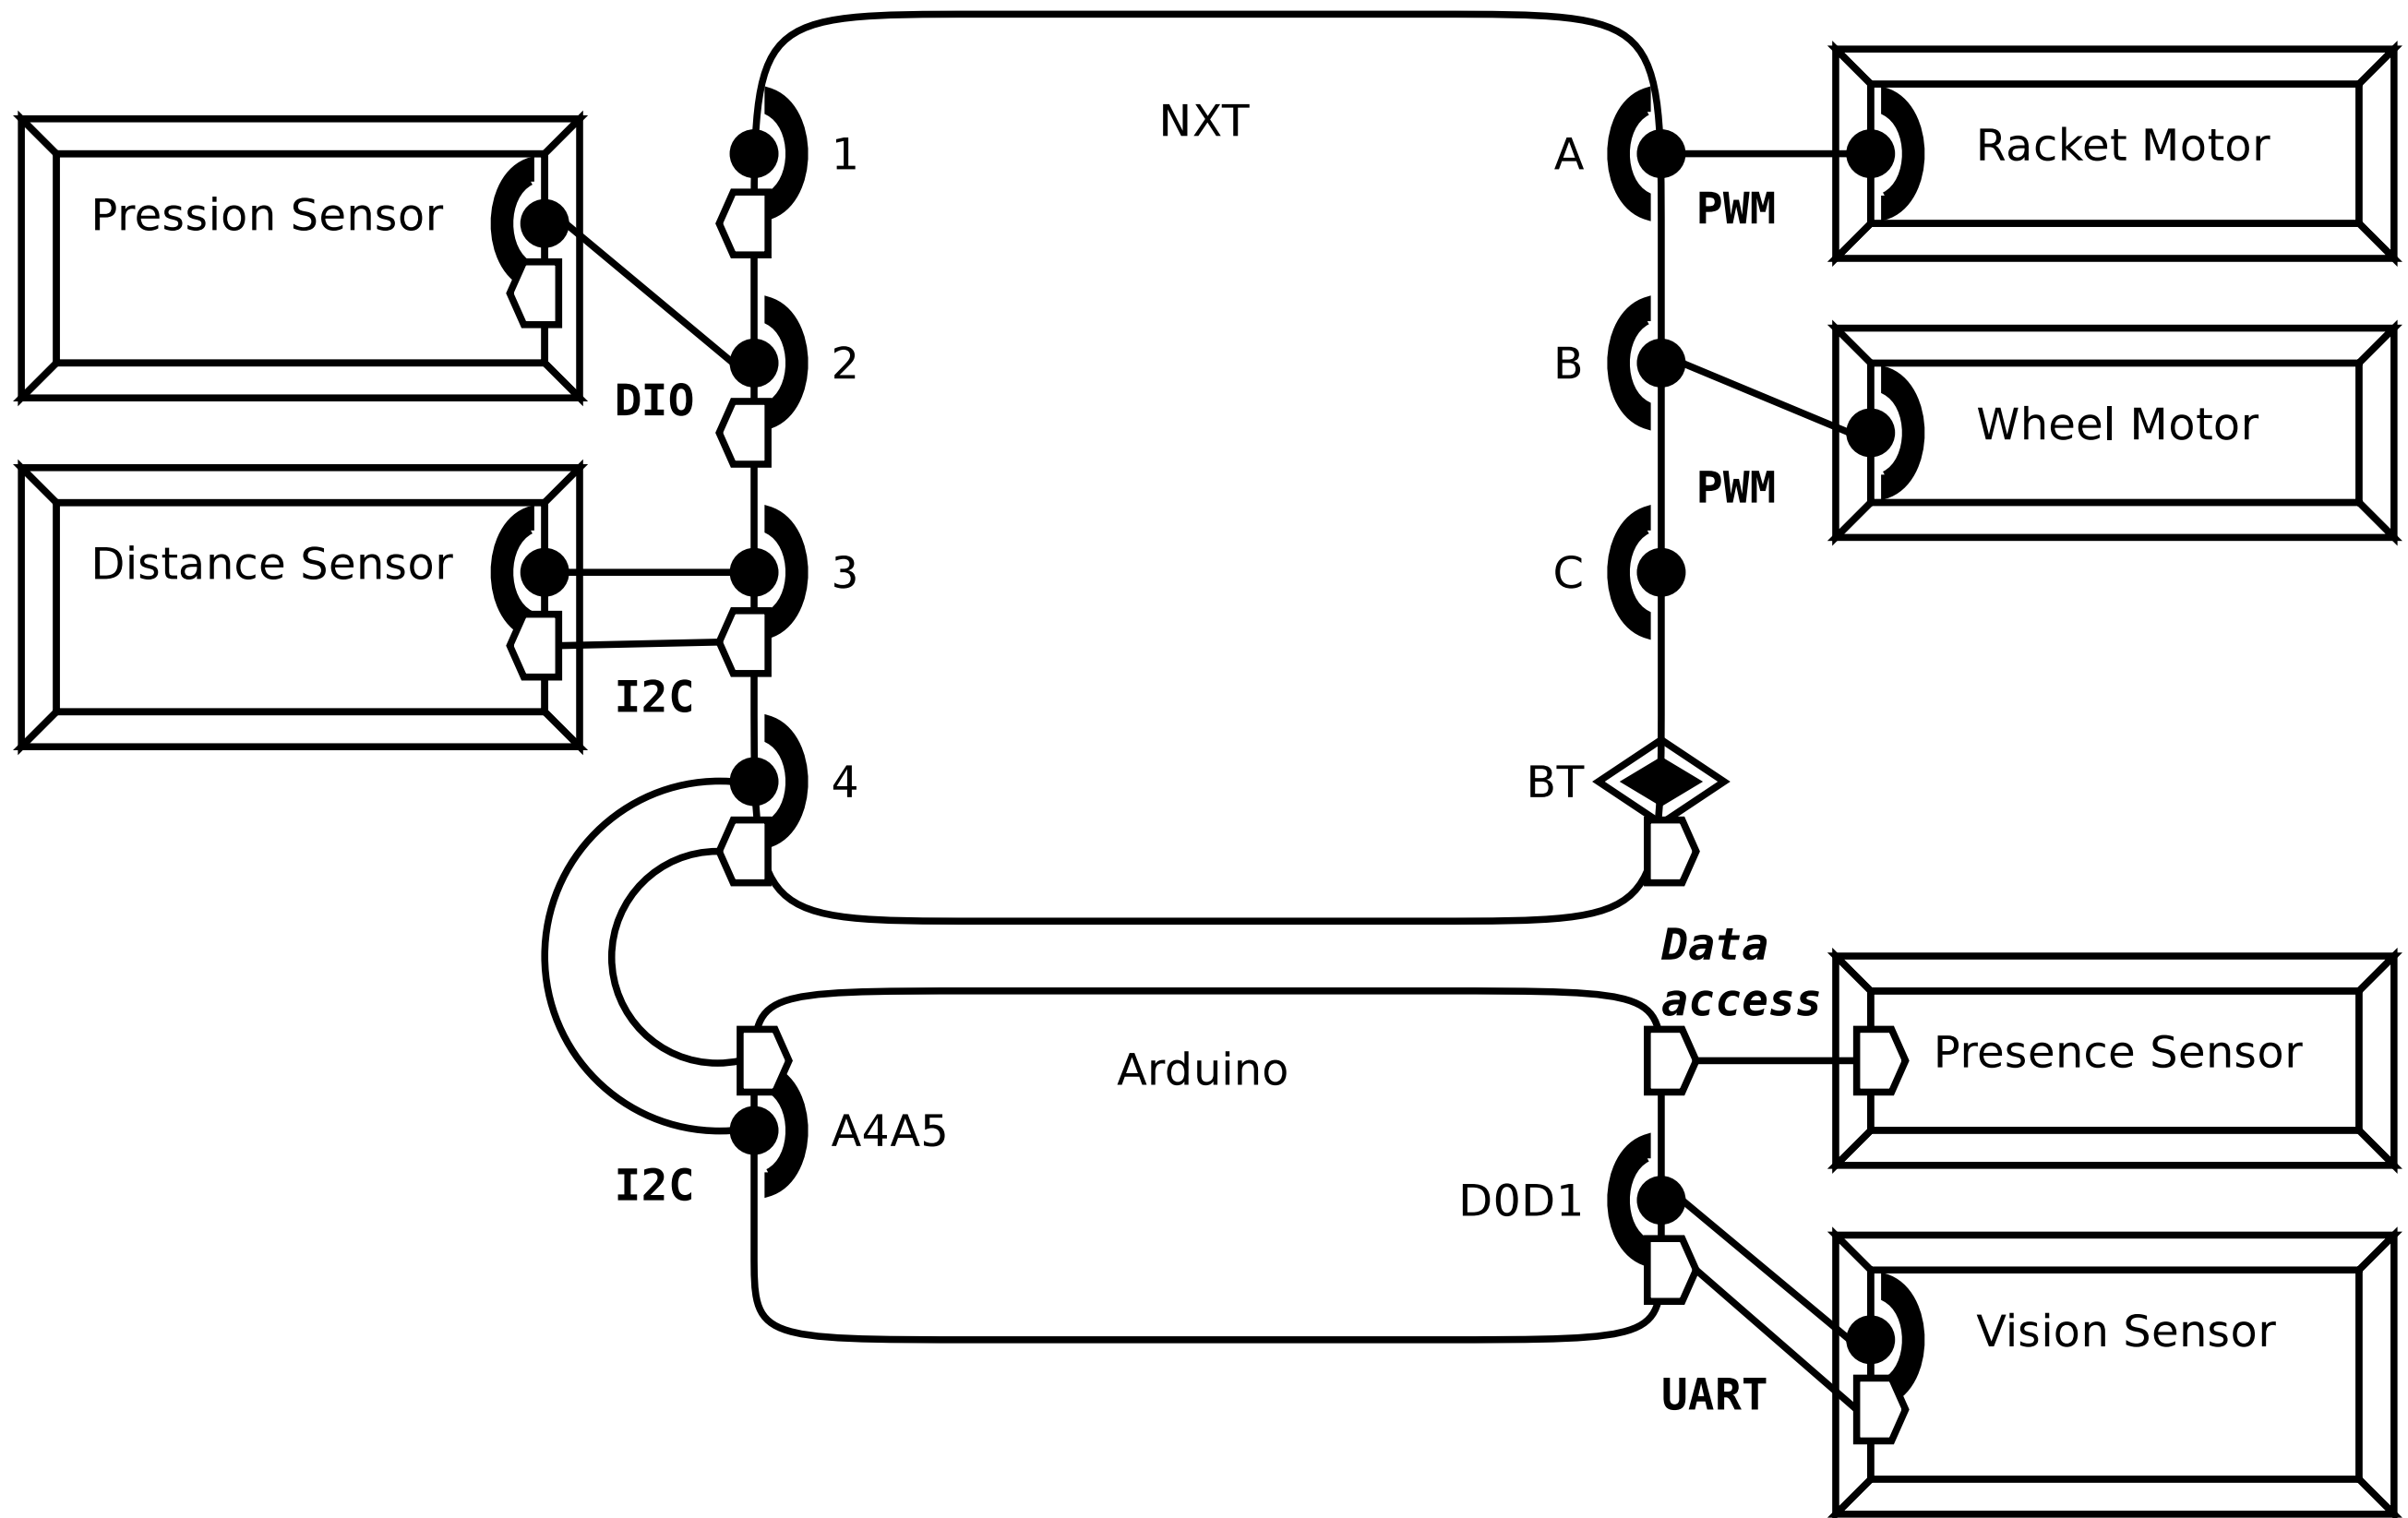 NXT
1
A
Racket Motor
PWM
Pression Sensor
2
B
DIO
Wheel Motor
PWM
Distance Sensor
3
C
I2C
4
BT
Data
access
Presence Sensor
Arduino
A4A5
I2C
D0D1
Vision Sensor
UART